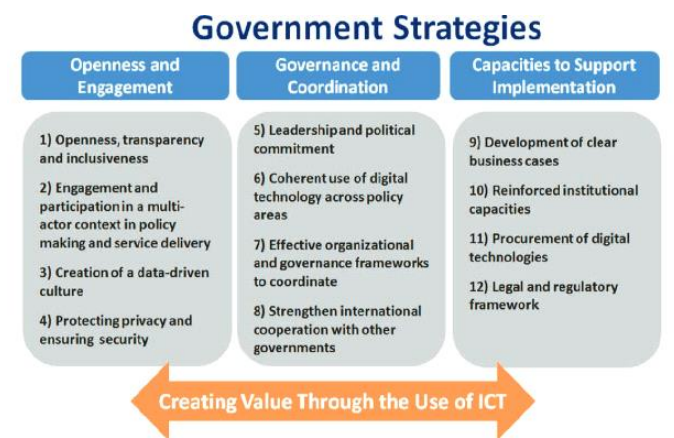 Government Strategies
Openness and
Engagement
1) Openness, transparency
and inclusiveness
2) Engagement and
participation in a multi-
actor context in policy
making and service delivery
3) Creation of a data-driven
culture
4) Protecting privacy and
ensuring security
Governance and
Coordination
5) Leadership and political
commitment
6) Coherent use of digital
technology across policy
areas
7) Effective organizational
and governance frameworks
to coordinate
8) Strengthen international
cooperation with other
governments
Capacities to Support
Implementation
9) Development of clear
business cases
10) Reinforced institutional
capacities
11) Procurement of digital
technologies
12) Legal and regulatory
framework
Creating Value Through the Use of ICT